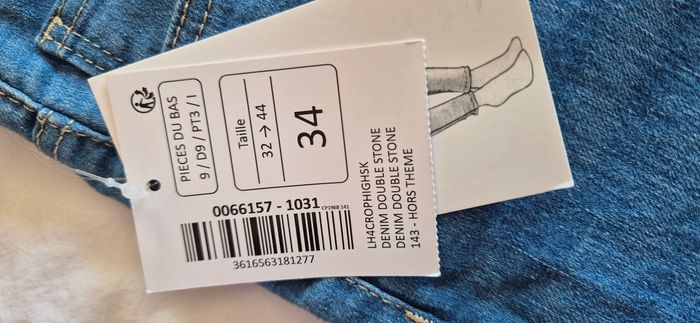 PIECES DU BAS
9 / D9 / PT3 / I
Taille
32 → 44
34
0066157 - 1031 CP1968 141
3616563181277
LH4CROPHIGHSK
DENIM DOUBLE STONE
DENIM DOUBLE STONE
143 - HORS THEME